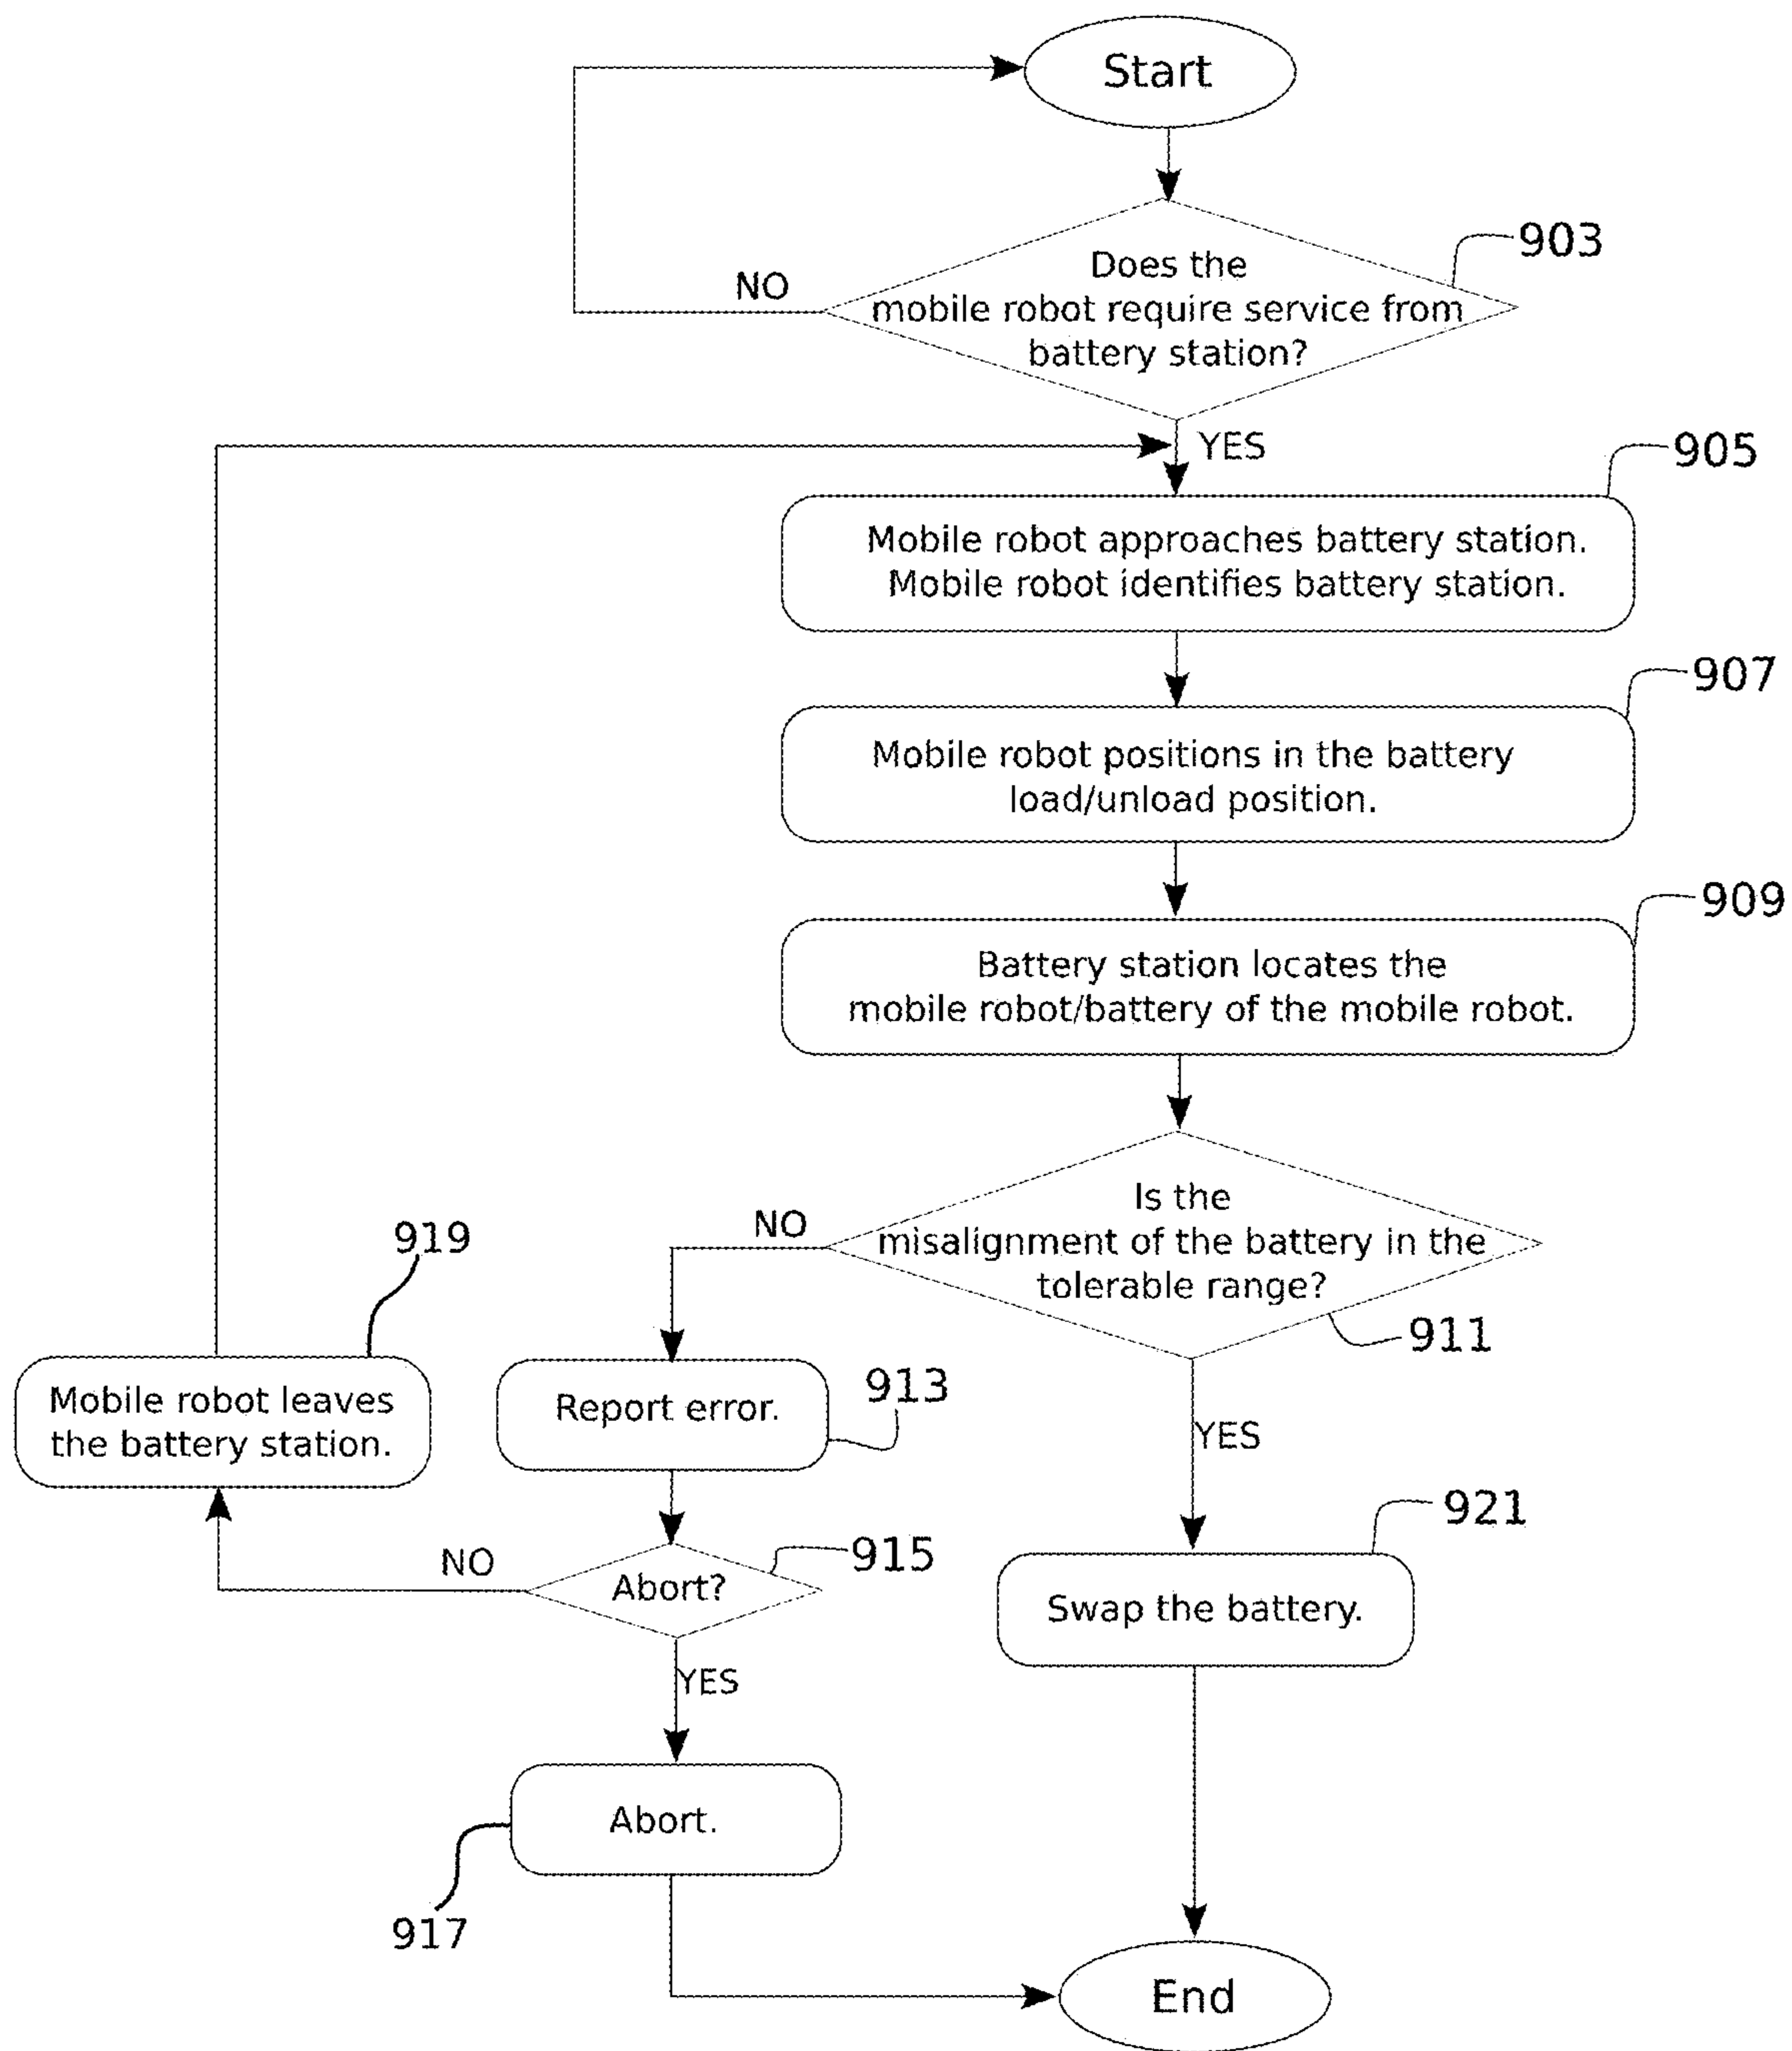 Start
903
Does the
NO
mobile robot require service from
battery station?
YES
905
Mobile robot approaches battery station.
Mobile robot identifies battery station.
907
Mobile robot positions in the battery
load/unload position.
909
Battery station locates the
mobile robot/battery of the mobile robot.
Is the
NO
misalignment of the battery in the
tolerable range?
911
919
Mobile robot leaves
the battery station.
Report error.
913
YES
921
NO
Abort?
915
Swap the battery.
YES
Abort.
917
End